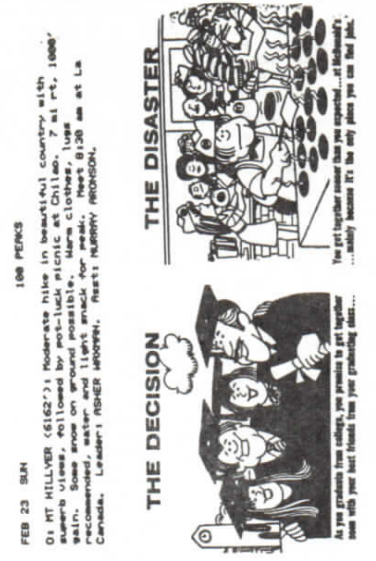 FEB 23 SUN 100 PEAKS
O: MT HILLYER (6162'): Moderate hike in beautiful country with
superb views, followed by pot-luck picnic at Chilao. 7 mi rt, 1000'
gain. Some snow on ground possible. Warm clothes, lugs
recommended, water and light snack for peak. Meet 8:30 am at La
Canada. Leader: ASHER WAXMAN. Asst: MURRAY ARONSON.
THE DECISION
As you graduate from college, you promise to get together
soon with your best friends from your graduating class...
THE DISASTER
You get together sooner than you expected...at McDonald's
...mainly because it's the only place you can find jobs.